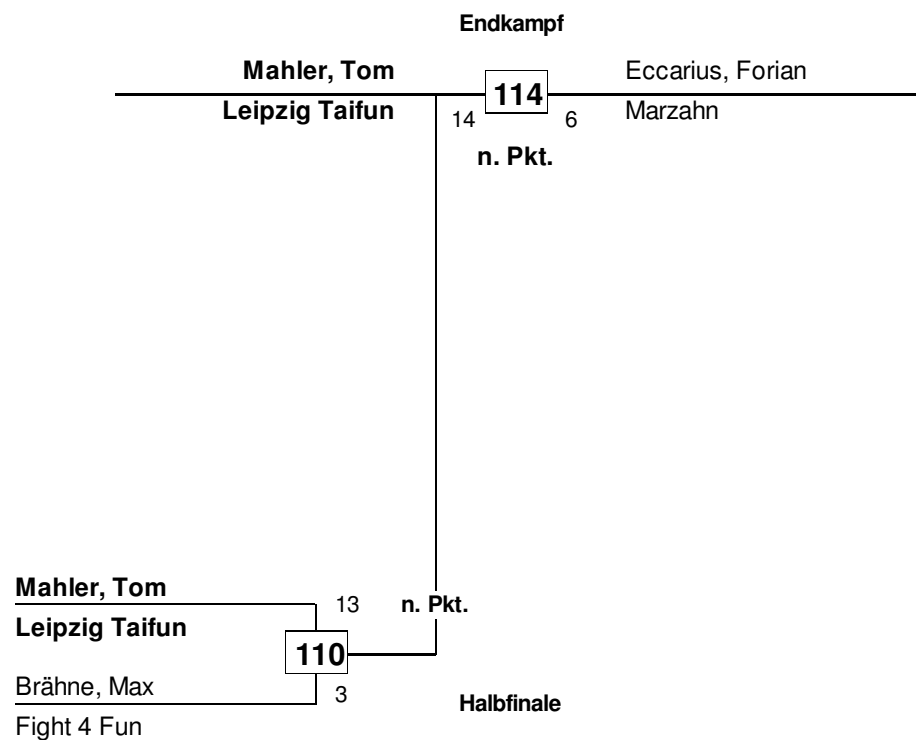 Endkampf
Mahler, Tom
Leipzig Taifun
14
114
6
n. Pkt.
Eccarius, Forian
Marzahn
Mahler, Tom
Leipzig Taifun
13
n. Pkt.
110
Brähne, Max
Fight 4 Fun
3
Halbfinale